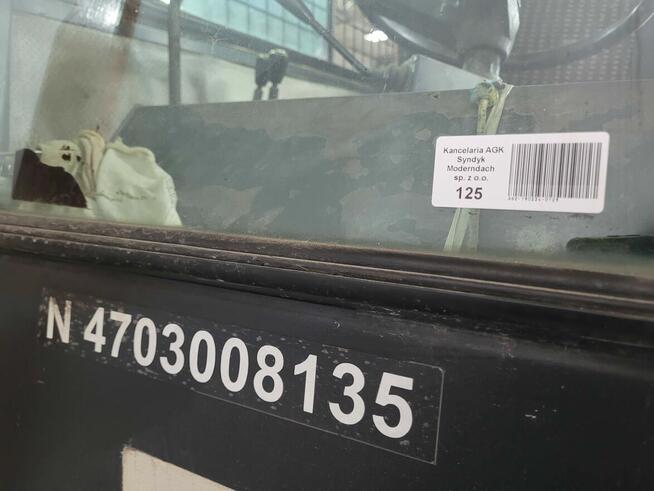 Kancelaria AGK
Syndyk
Moderndach
sp. z o.o.
125
N 4703008135